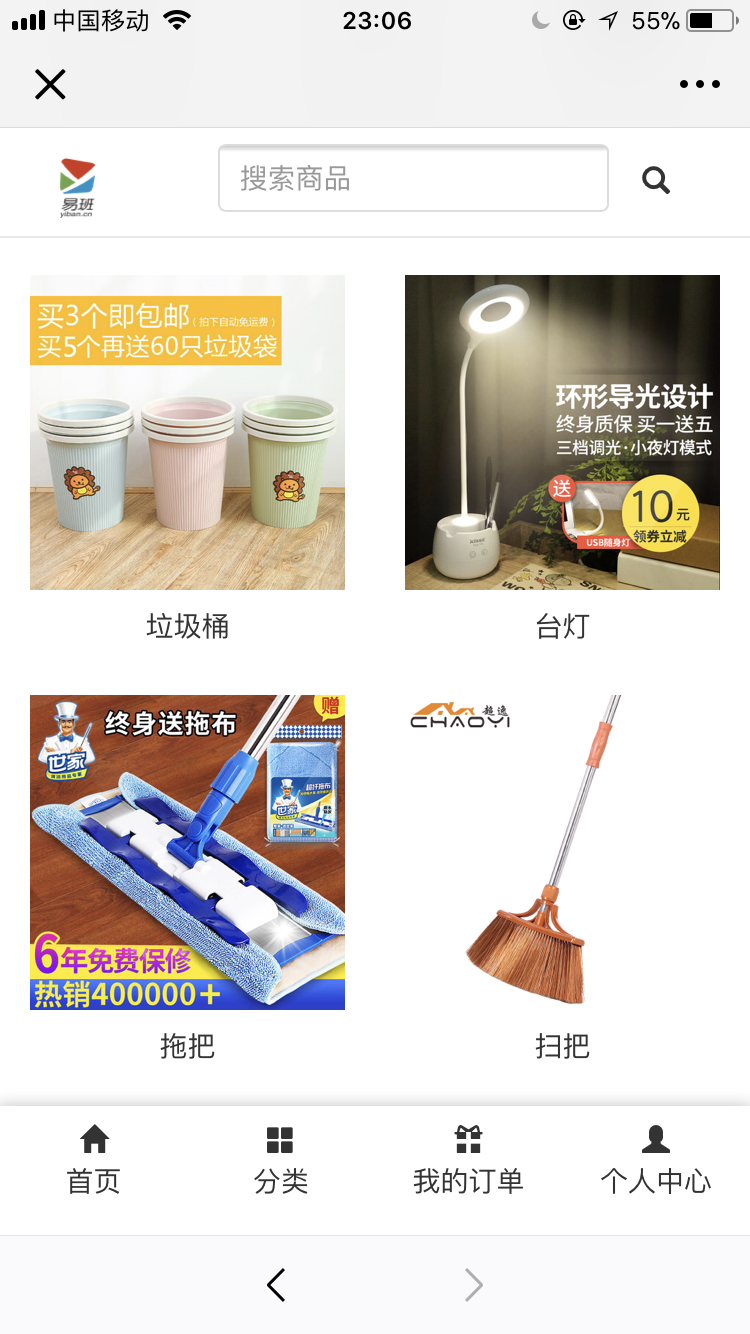 中国移动
23:06
55%
易班
yiban.cn
搜索商品
买3个即包邮(拍下自动免运费)
买5个再送60只垃圾袋
环形导光设计
终身质保 买一送五
三档调光·小夜灯模式
送
10元
领券立减
USB随身灯
垃圾桶
台灯
终身送拖布
赠
世家
超纤拖布
世家
6年免费保修
热销400000+
超逸
CHAOYI
拖把
扫把
首页
分类
我的订单
个人中心